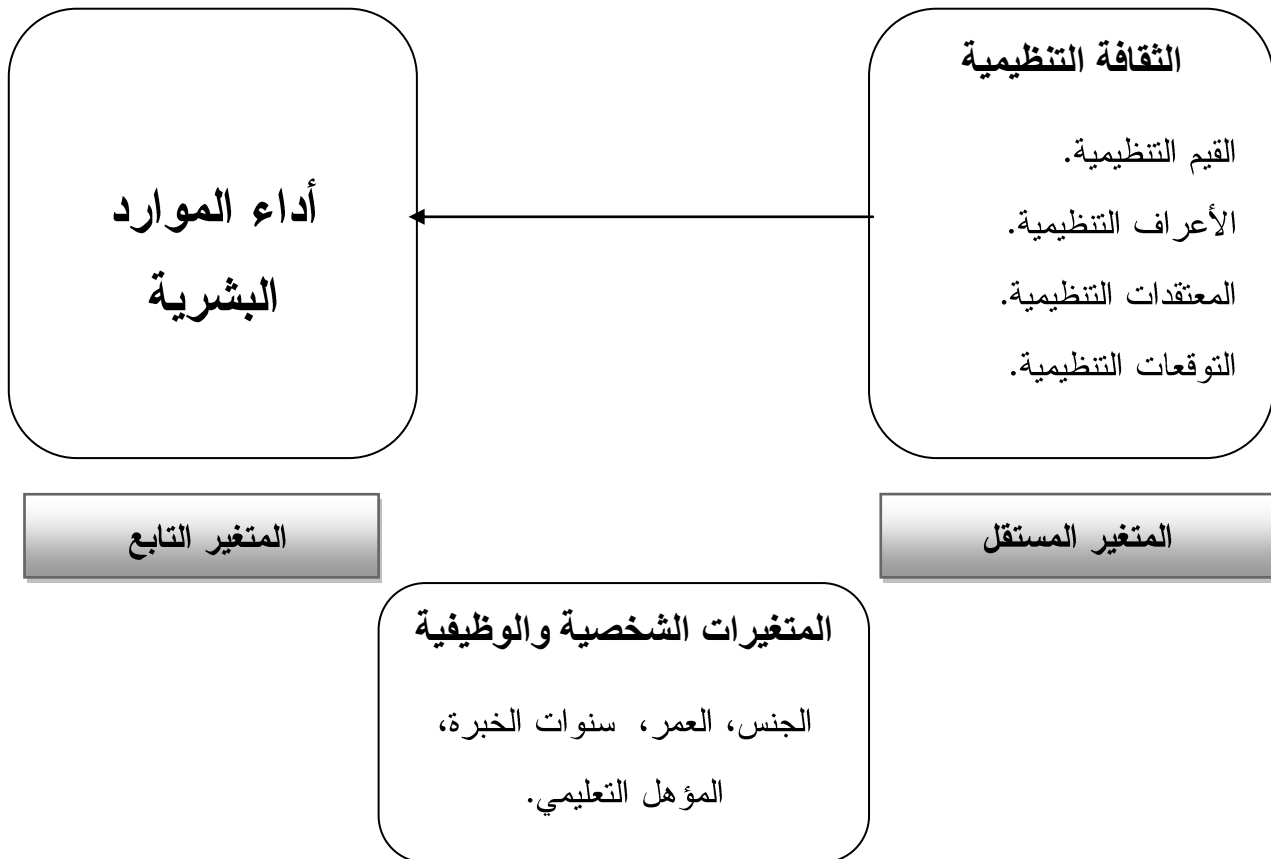 الثقافة التنظيمية
القيم التنظيمية.
الأعراف التنظيمية.
المعتقدات التنظيمية.
التوقعات التنظيمية.
أداء الموارد
البشرية
المتغير المستقل
المتغير التابع
المتغيرات الشخصية والوظيفية
الجنس، العمر، سنوات الخبرة،
المؤهل التعليمي.